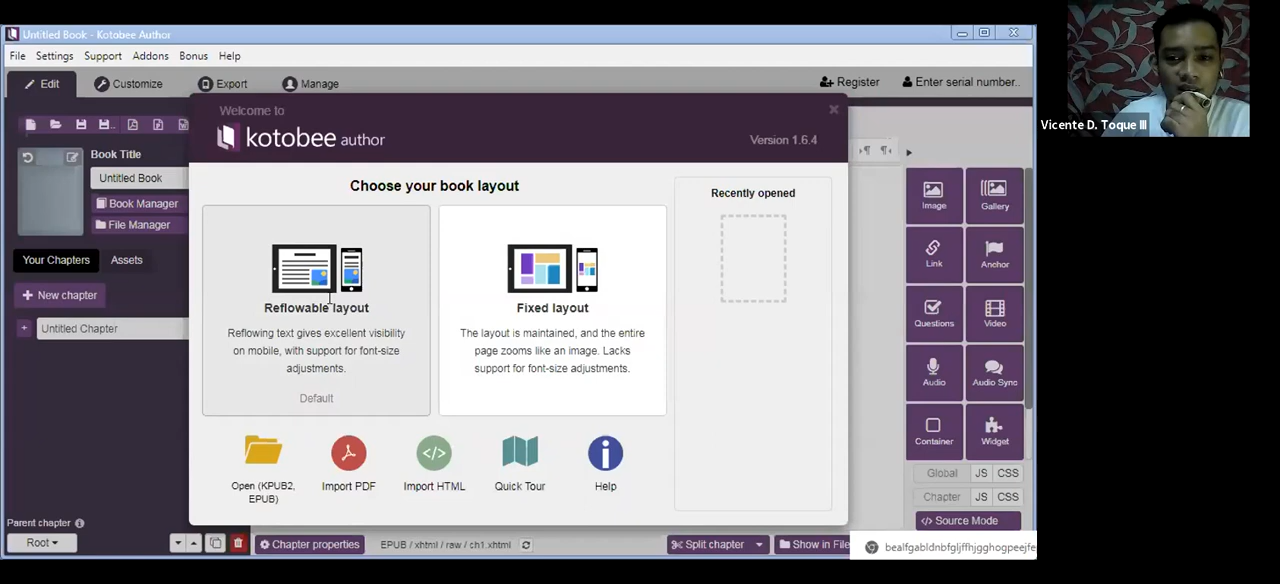 Untitled Book - Kotobee Author
File Settings Support Addons Bonus Help
Edit Customize Export Manage Register Enter serial number..
Welcome to
kotobee author
Version 1.6.4
Book Title
Untitled Book
Book Manager
File Manager
Your Chapters Assets
New chapter
Untitled Chapter
Parent chapter
Root
Choose your book layout
Reflowable layout
Reflowing text gives excellent visibility
on mobile, with support for font-size
adjustments.
Default
Fixed layout
The layout is maintained, and the entire
page zooms like an image. Lacks
support for font-size adjustments.
Recently opened
Open (KPUB2,
EPUB)
Import PDF
Import HTML
Quick Tour
Help
Image Gallery
Link Anchor
Questions Video
Audio Audio Sync
Container Widget
Global JS CSS
Chapter JS CSS
Source Mode
Chapter properties EPUB / xhtml / raw / ch1.xhtml Split chapter Show in File
bealfgabldnbfgljffhjgghogpeejfe
Vicente D. Toque III